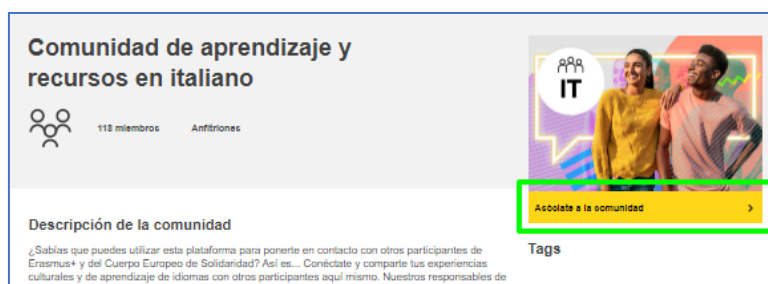 Comunidad de aprendizaje y
recursos en italiano
118 miembros Anfitriones
IT
Asóciate a la comunidad
Descripción de la comunidad
¿Sabías que puedes utilizar esta plataforma para ponerte en contacto con otros participantes de
Erasmus+ y del Cuerpo Europeo de Solidaridad? Así es... Conéctate y comparte tus experiencias
culturales y de aprendizaje de idiomas con otros participantes aquí mismo. Nuestros responsables de
Tags